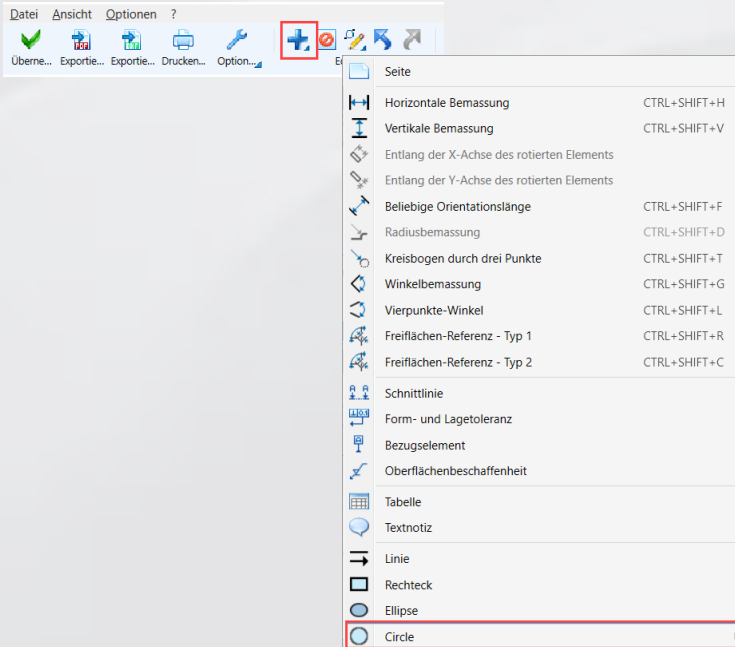 Datei Ansicht Optionen ?
Überne... Exportie... Exportie... Drucken... Option...
Seite
Horizontale Bemassung CTRL+SHIFT+H
Vertikale Bemassung CTRL+SHIFT+V
Entlang der X-Achse des rotierten Elements
Entlang der Y-Achse des rotierten Elements
Beliebige Orientationslänge CTRL+SHIFT+F
Radiusbemassung CTRL+SHIFT+D
Kreisbogen durch drei Punkte CTRL+SHIFT+T
Winkelbemassung CTRL+SHIFT+G
Vierpunkte-Winkel CTRL+SHIFT+L
Freiflächen-Referenz - Typ 1 CTRL+SHIFT+R
Freiflächen-Referenz - Typ 2 CTRL+SHIFT+C
Schnittlinie
Form- und Lagetoleranz
Bezugselement
Oberflächenbeschaffenheit
Tabelle
Textnotiz
Linie
Rechteck
Ellipse
Circle